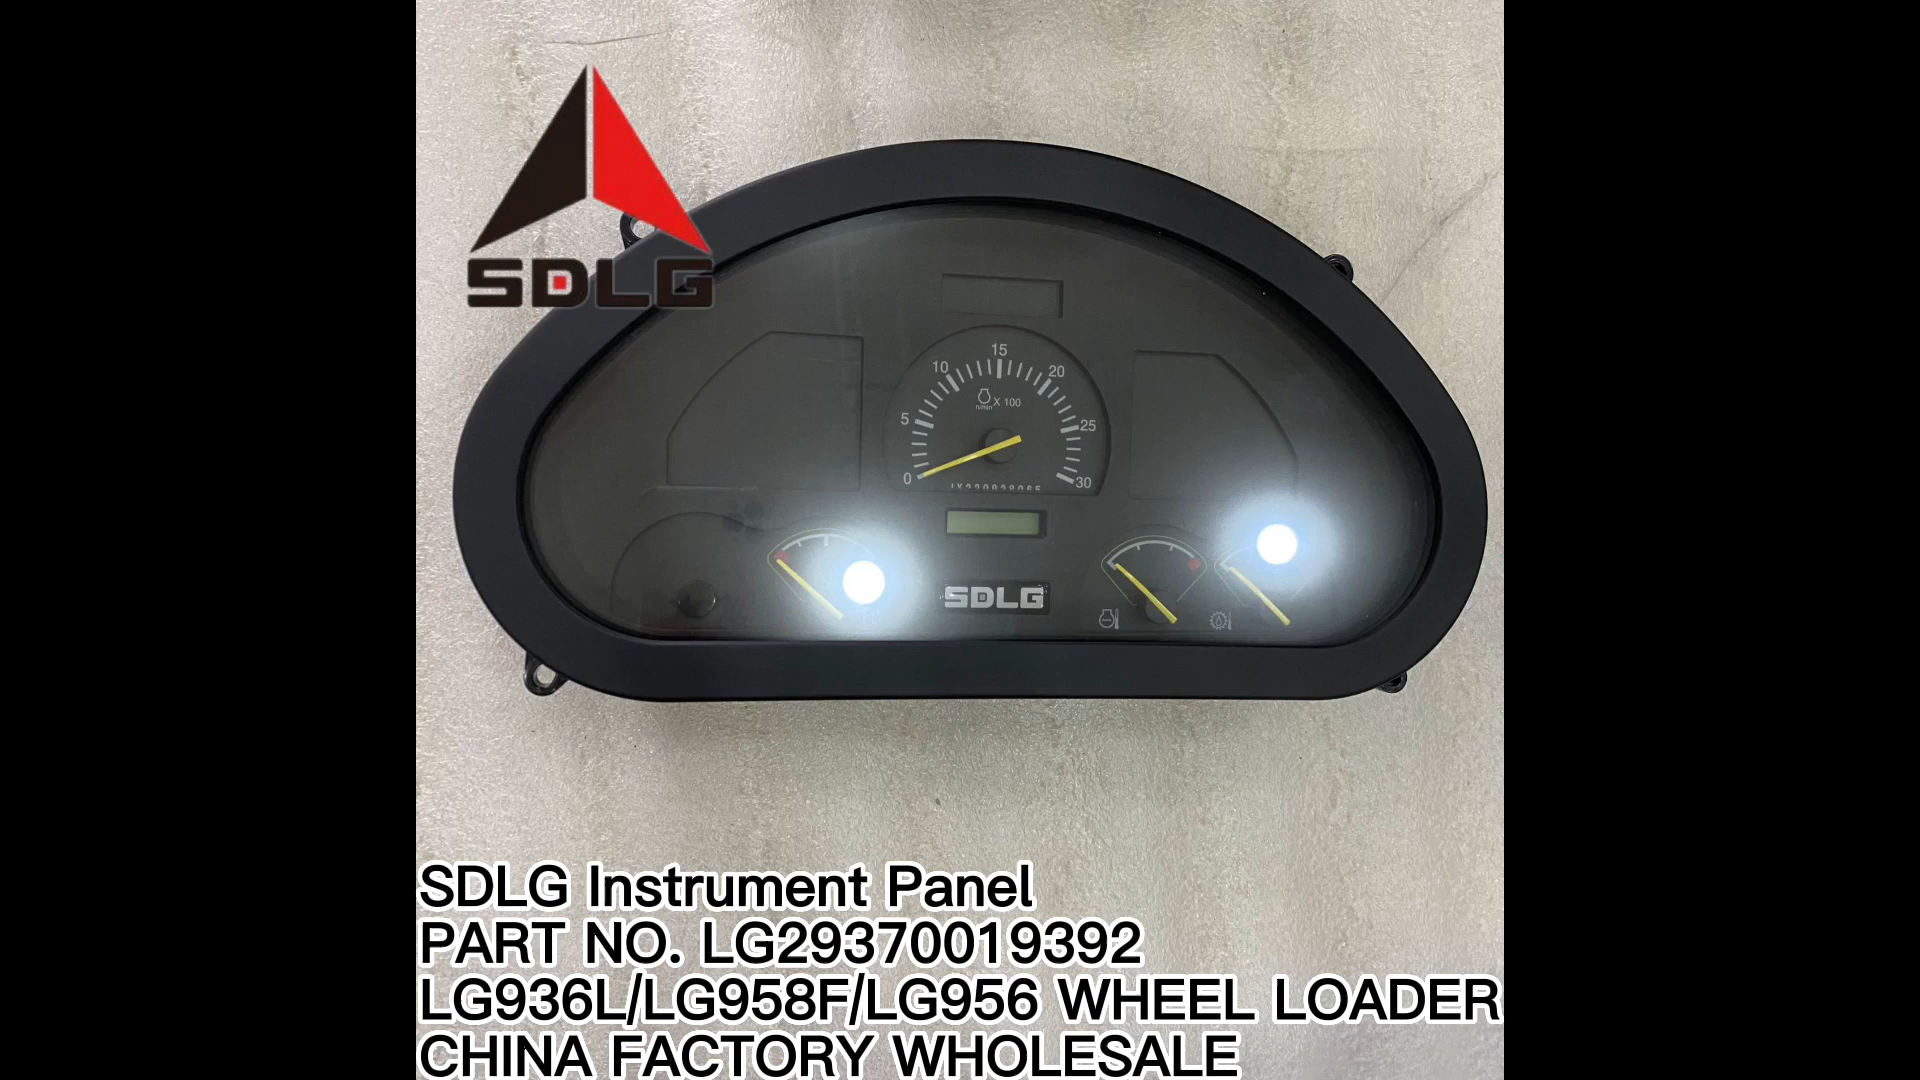 SDLG
15
10
20
X 100
n/min
5
25
0
30
SDLG
SDLG Instrument Panel
PART NO. LG29370019392
LG936L/LG958F/LG956 WHEEL LOADER
CHINA FACTORY WHOLESALE